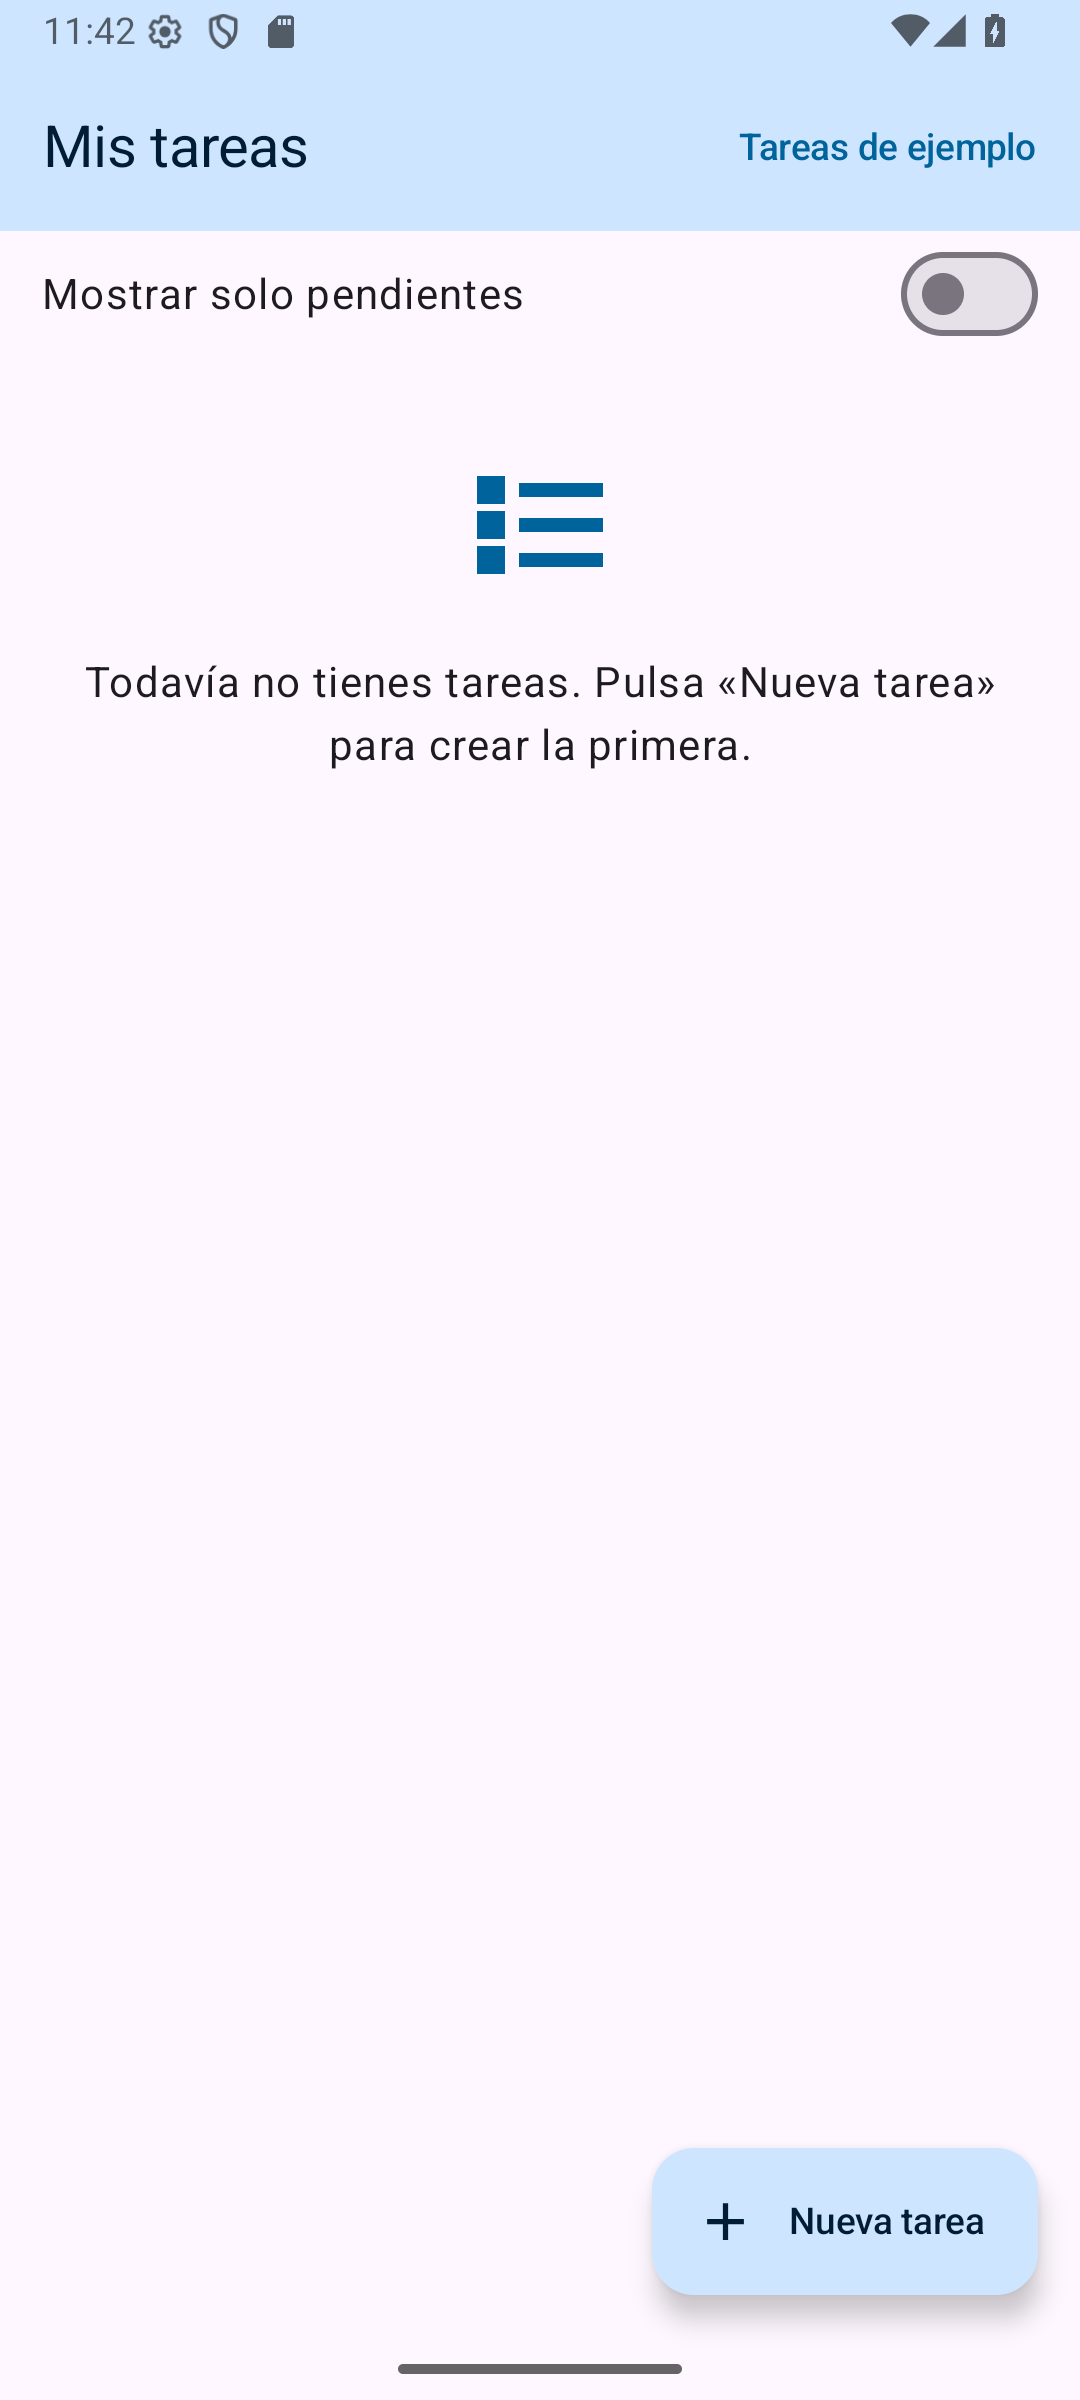 11:42
Mis tareas
Tareas de ejemplo
Mostrar solo pendientes
Todavía no tienes tareas. Pulsa «Nueva tarea»
para crear la primera.
Nueva tarea